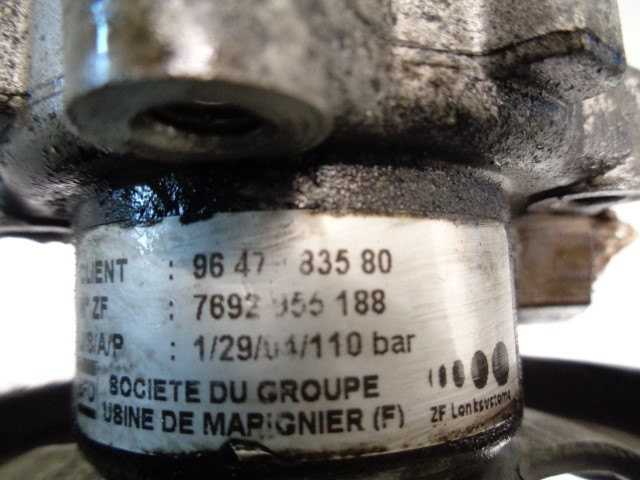 CLIENT : 96 47 835 80
ZF : 7692 955 188
/S/A/P : 1/29/04/110 bar
SOCIETE DU GROUPE
USINE DE MARIGNIER (F)
ZF Lenksysteme